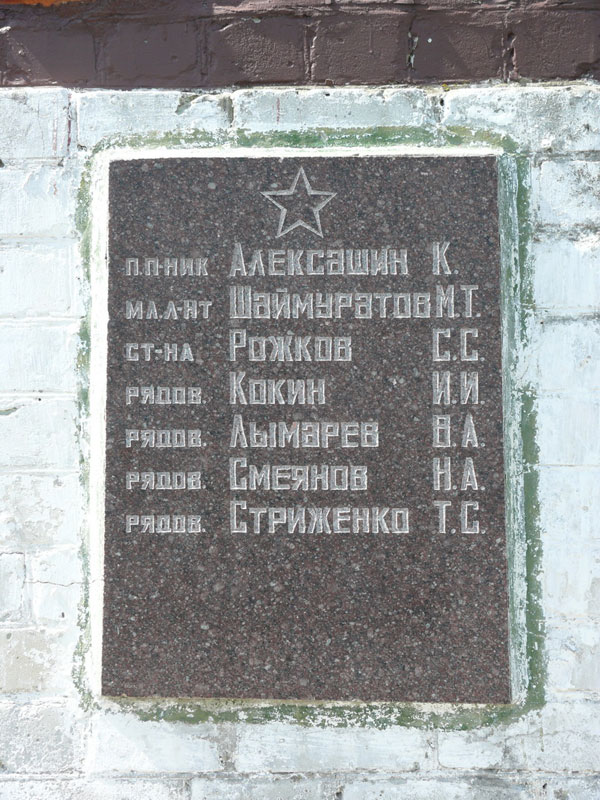 п.п-ник Алексашин К.
мл.л-нт Шаймуратов М.Т.
ст-на Рожков С.С.
рядов. Кокин И.И.
рядов. Лымарев В.А.
рядов. Смеянов Н.А.
рядов. Стриженко Т.С.